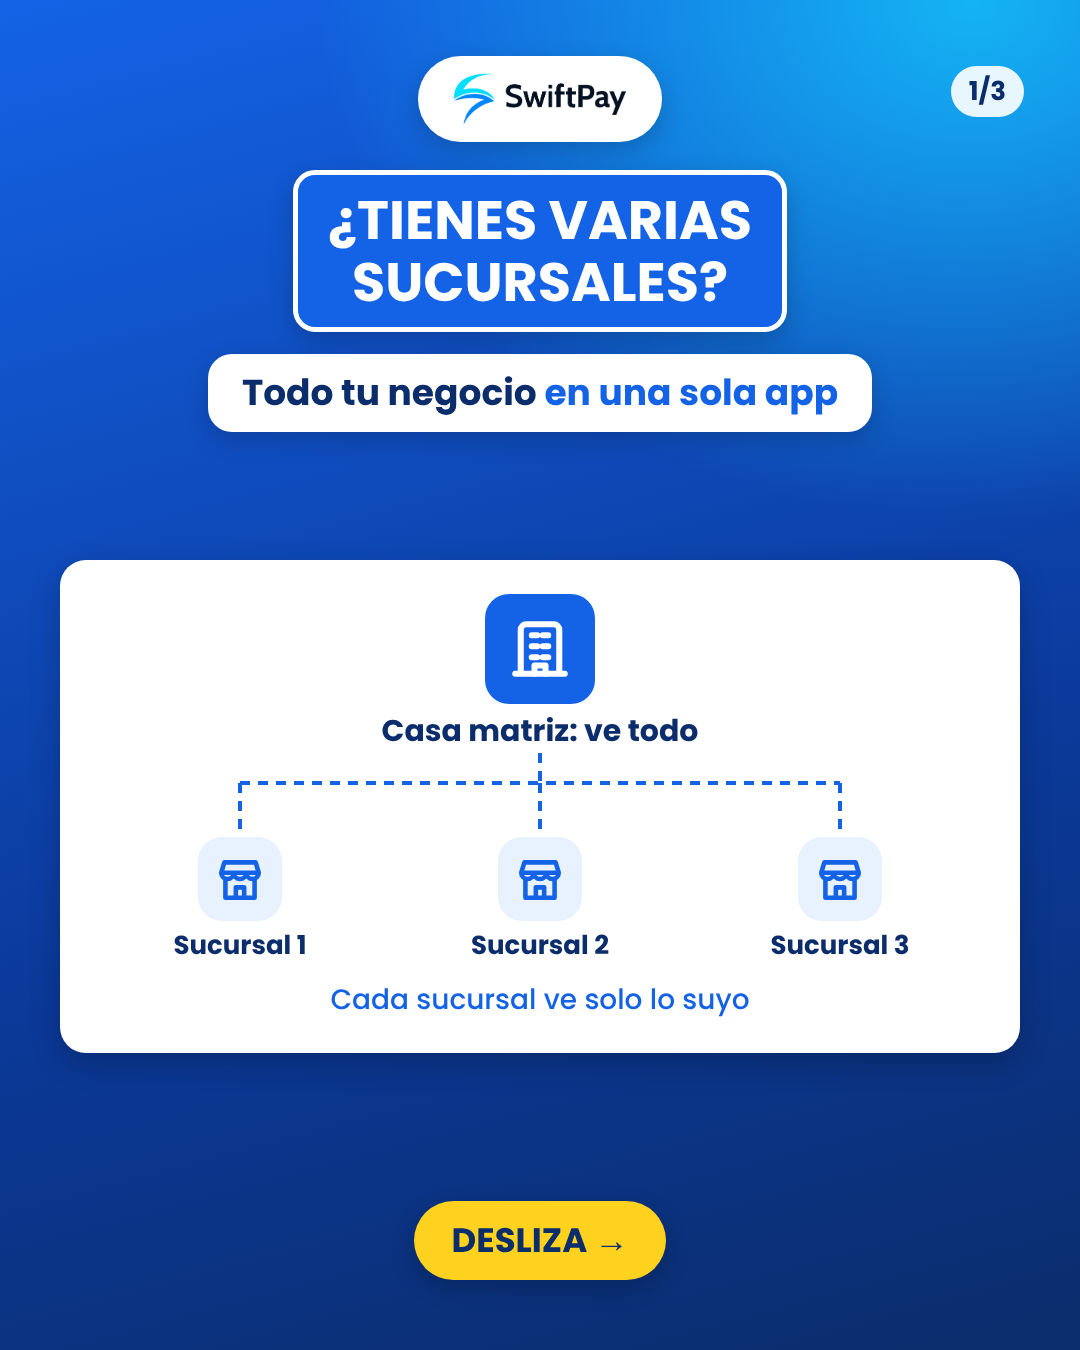 SwiftPay
1/3
¿TIENES VARIAS
SUCURSALES?
Todo tu negocio en una sola app
Casa matriz: ve todo
Sucursal 1
Sucursal 2
Sucursal 3
Cada sucursal ve solo lo suyo
DESLIZA →